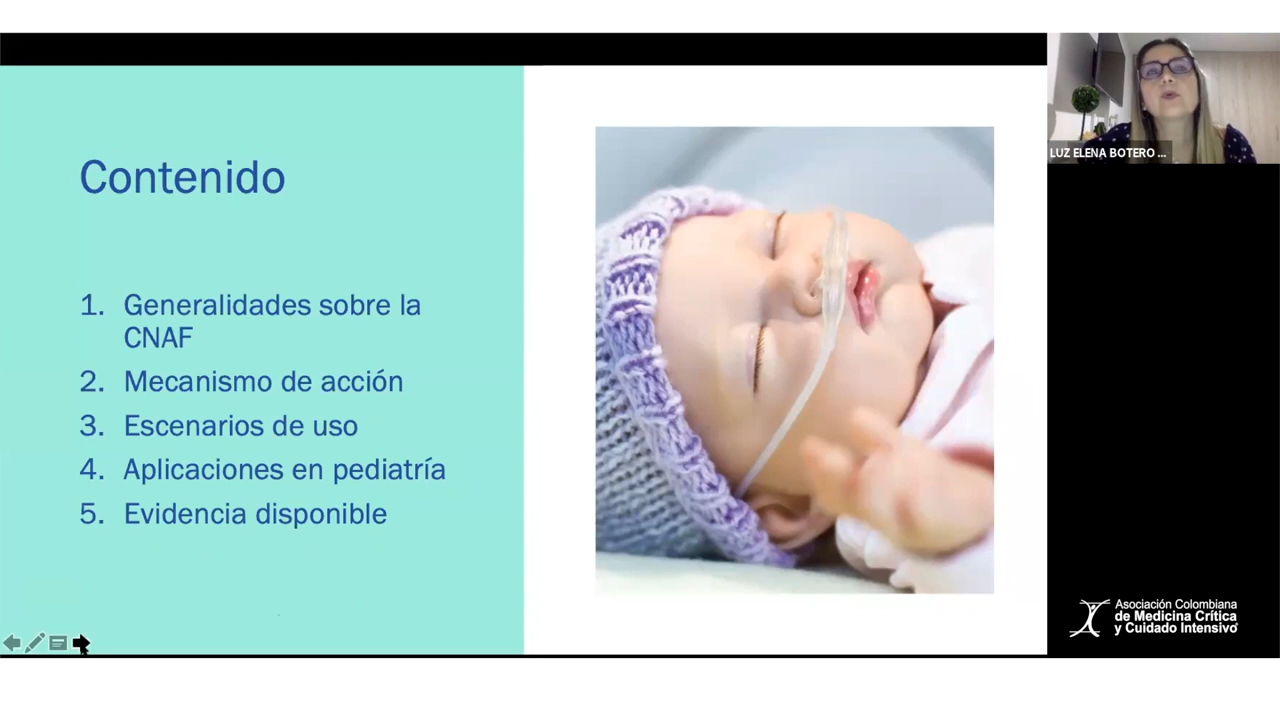 Contenido
1. Generalidades sobre la
CNAF
2. Mecanismo de acción
3. Escenarios de uso
4. Aplicaciones en pediatría
5. Evidencia disponible
LUZ ELENA BOTERO ...
Asociación Colombiana
de Medicina Crítica
y Cuidado Intensivo